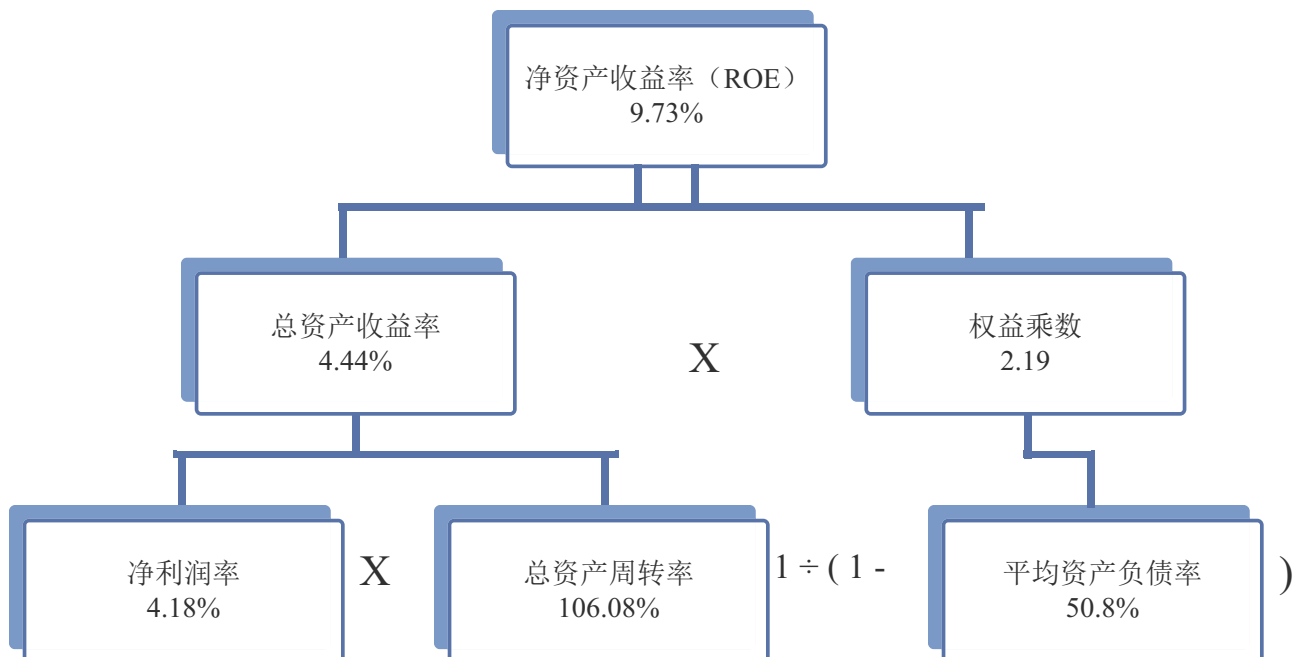 净资产收益率（ROE）
9.73%
总资产收益率
4.44%
X
权益乘数
2.19
净利润率
4.18%
X
总资产周转率
106.08%
1 ÷ ( 1 -
平均资产负债率
50.8%
)